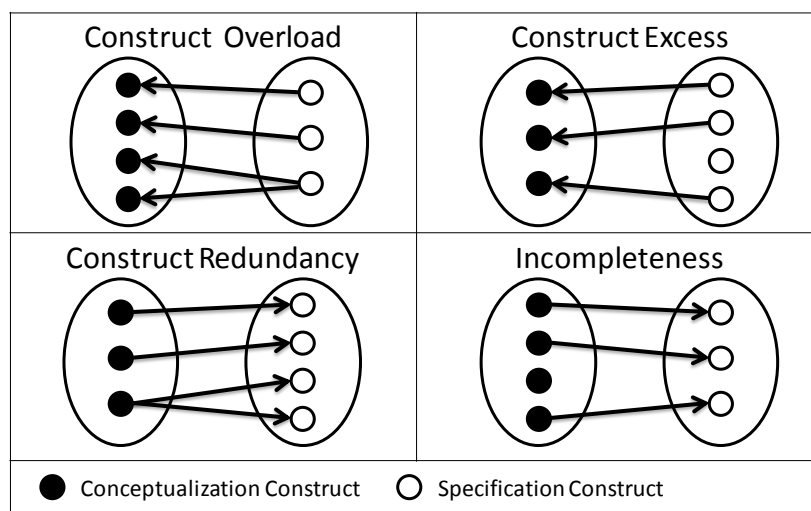 Construct Overload
Construct Excess
Construct Redundancy
Incompleteness
Conceptualization Construct
Specification Construct